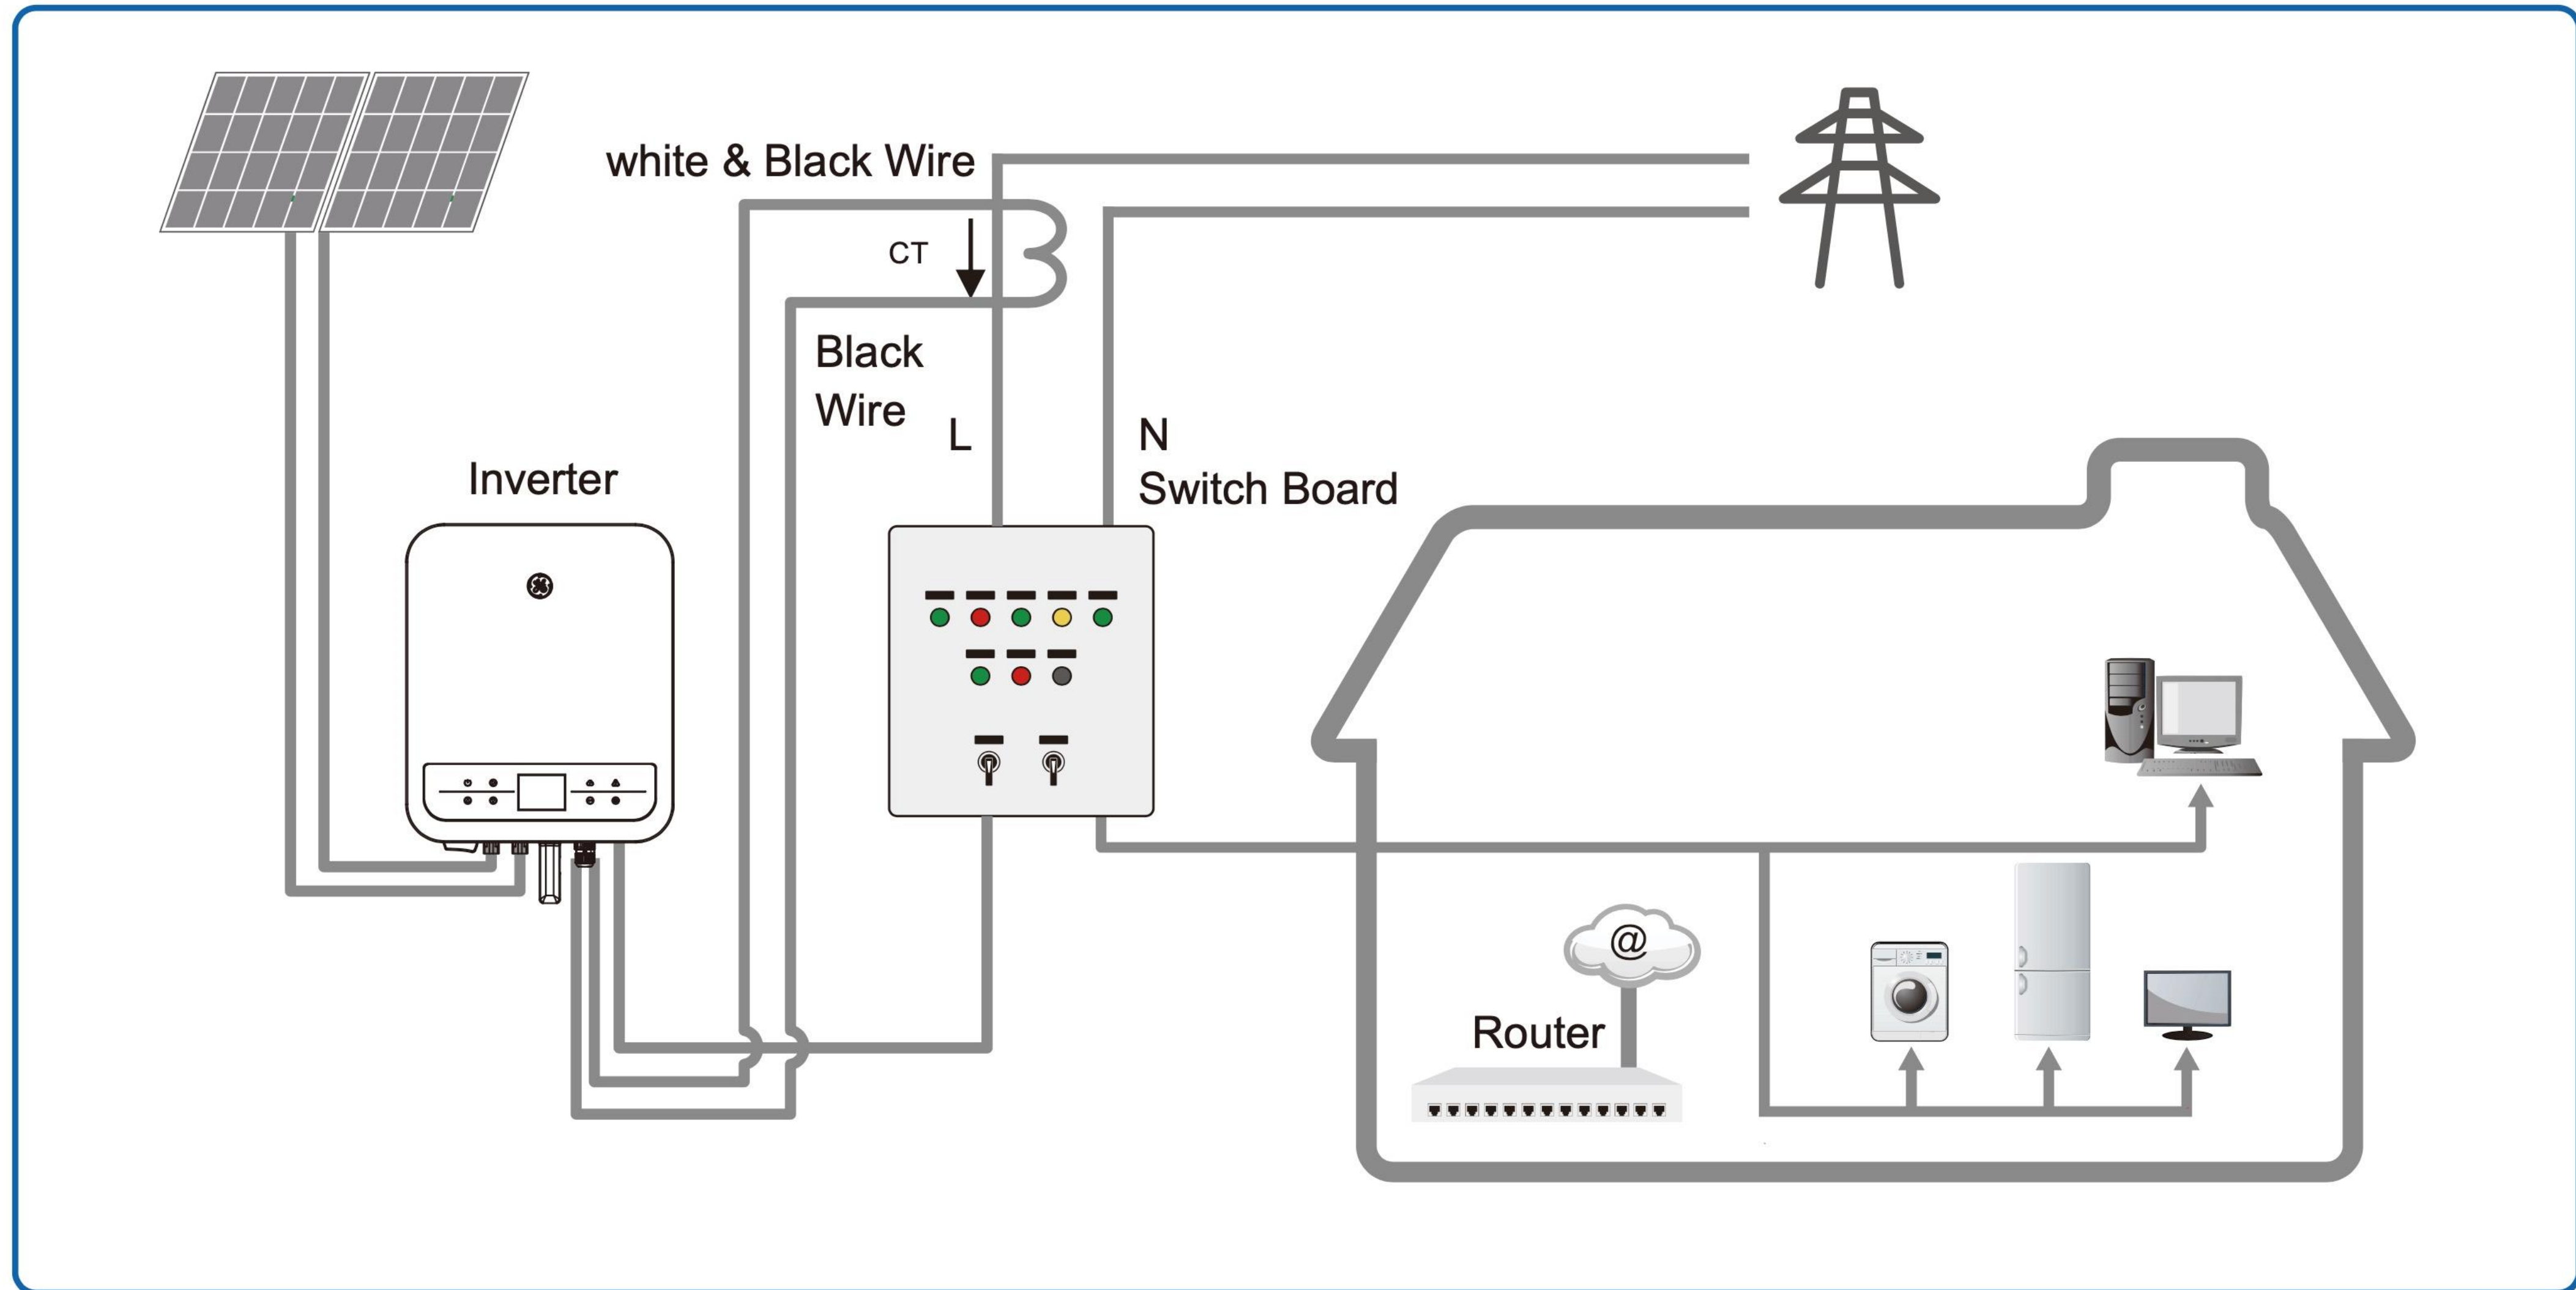 white & Black Wire
CT
Black
Wire
L
N
Switch Board
Inverter
@
Router